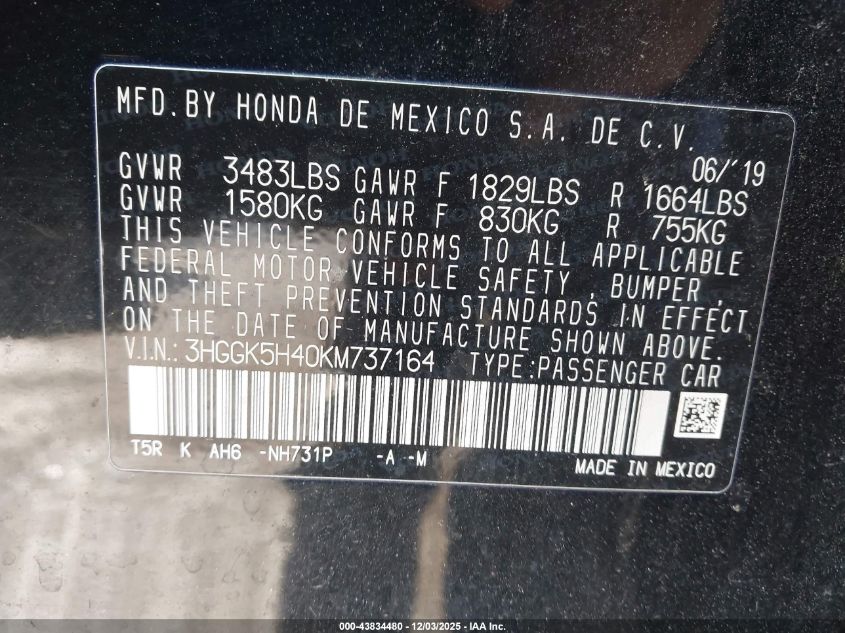 MFD. BY HONDA DE MEXICO S.A. DE C.V.
06/'19
GVWR 3483LBS GAWR F 1829LBS R 1664LBS
GVWR 1580KG GAWR F 830KG R 755KG
THIS VEHICLE CONFORMS TO ALL APPLICABLE
FEDERAL MOTOR VEHICLE SAFETY, BUMPER,
AND THEFT PREVENTION STANDARDS IN EFFECT
ON THE DATE OF MANUFACTURE SHOWN ABOVE.
V.I.N.: 3HGGK5H40KM737164 TYPE:PASSENGER CAR
T5R K AH6 -NH731P -A -M
MADE IN MEXICO
000-43834480 - 12/03/2025 - IAA Inc.